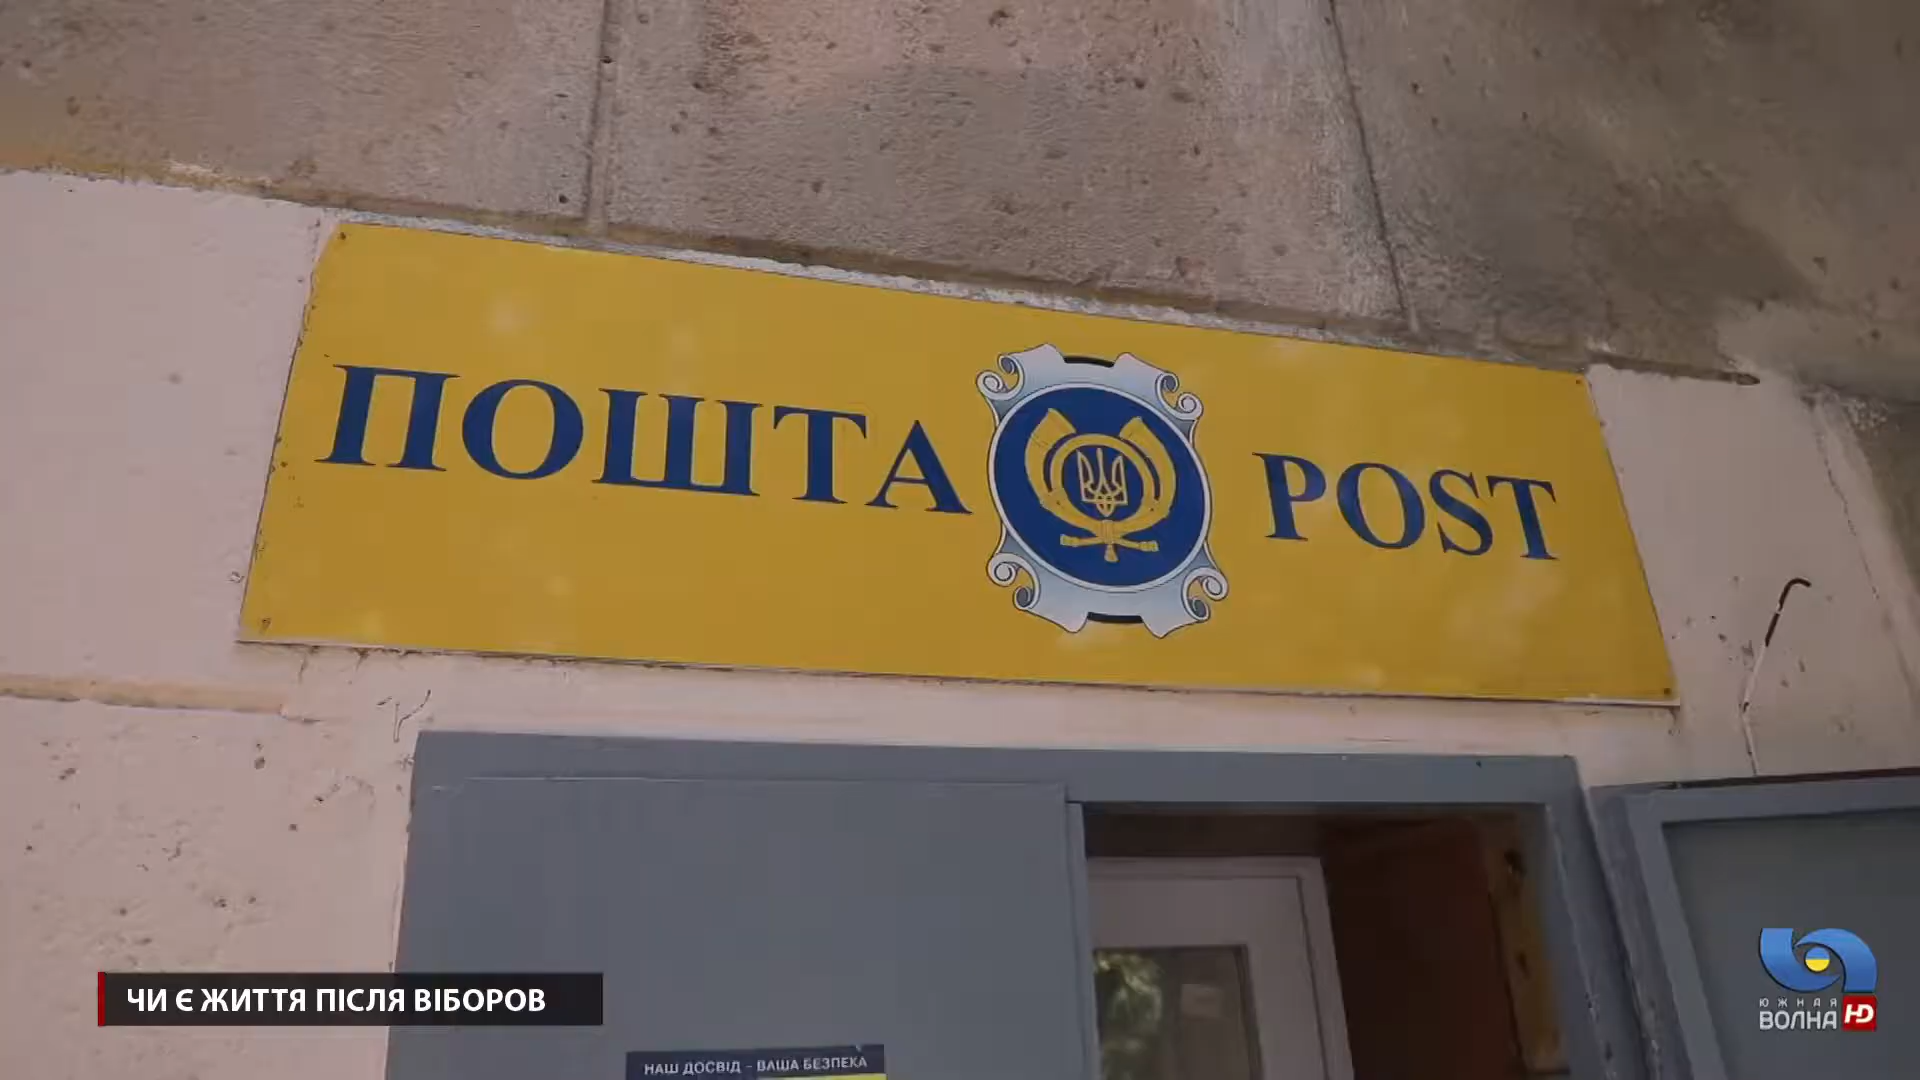 ПОШТА POST
ЧИ Є ЖИТТЯ ПІСЛЯ ВІБОРОВ
НАШ ДОСВІД - ВАША БЕЗПЕКА
ЮЖНАЯ
ВОЛНА HD